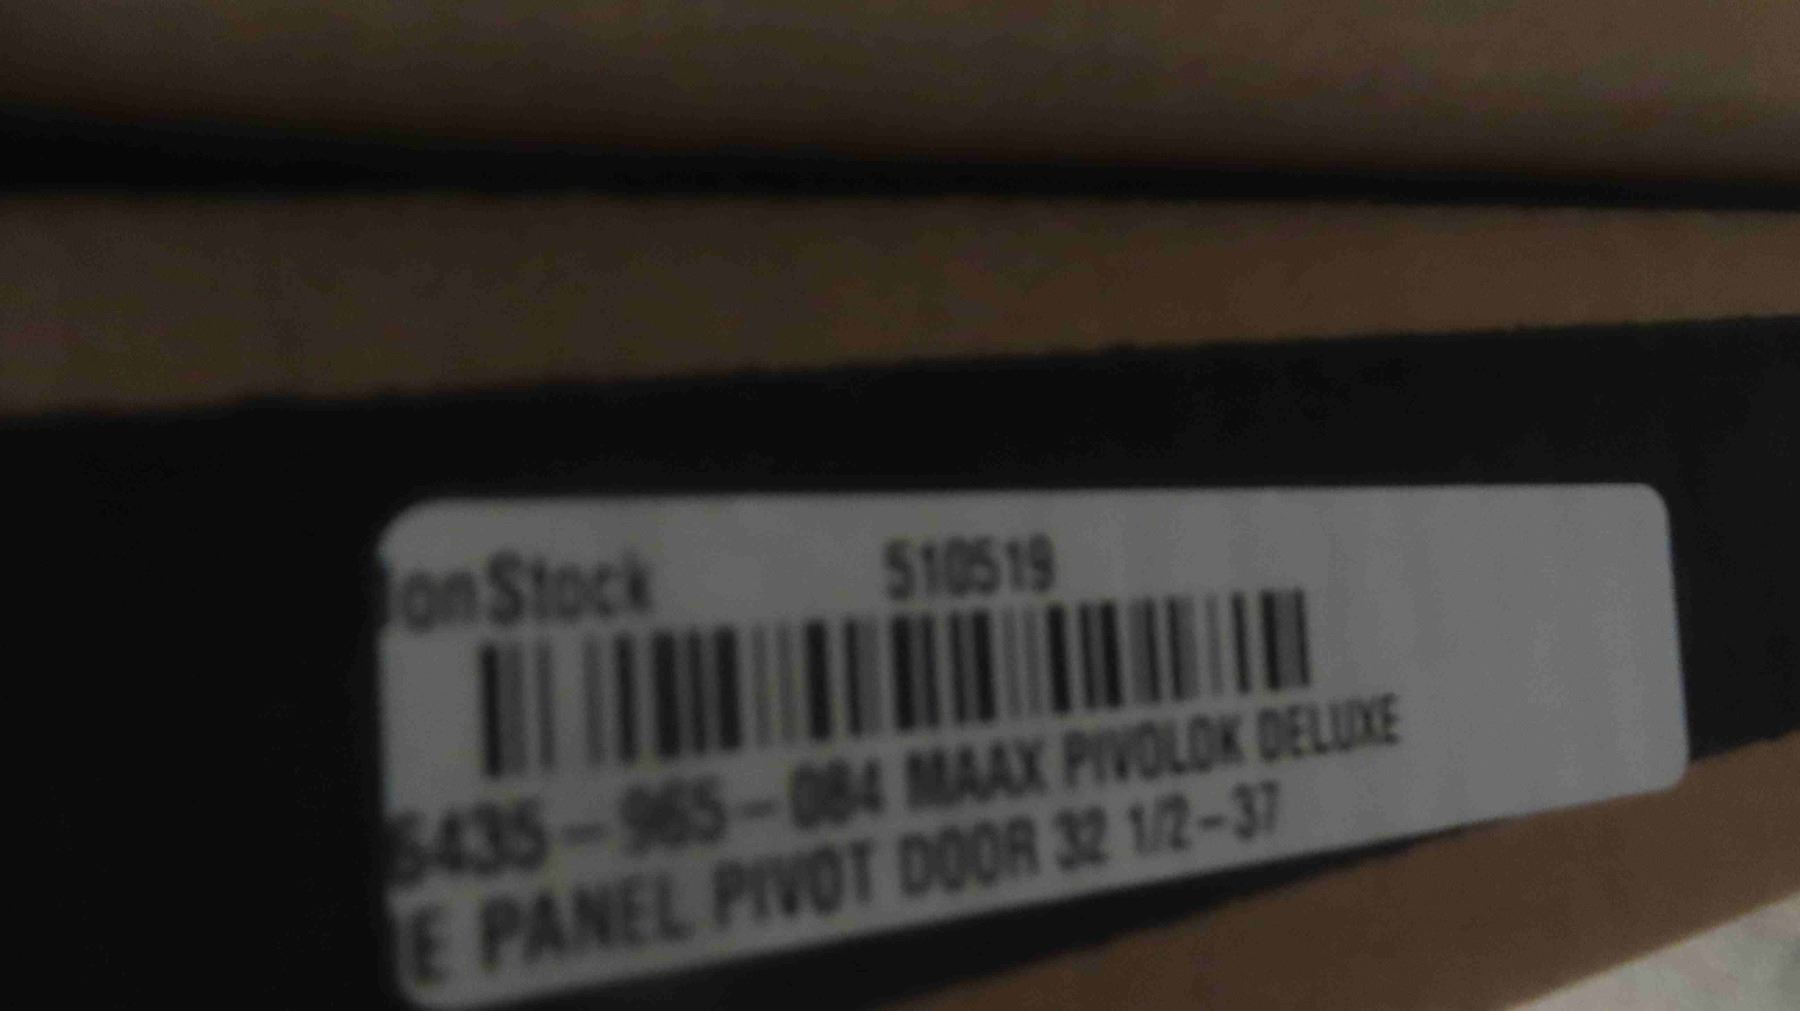 onStock 510519
6435-965-084 MAAX PIVOLOK DELUXE
E PANEL PIVOT DOOR 32 1/2-37